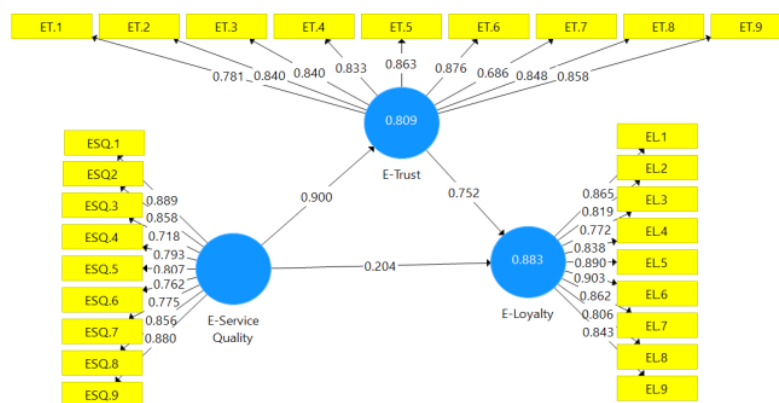 ET.1 ET.2 ET.3 ET.4 ET.5 ET.6 ET.7 ET.8 ET.9
0.781 0.840 0.840 0.833 0.863 0.876 0.686 0.848 0.858
0.809
E-Trust
ESQ.1
ESQ2
ESQ.3
ESQ.4
ESQ.5
ESQ.6
ESQ.7
ESQ.8
ESQ.9
0.889
0.858
0.718
0.793
0.807
0.762
0.775
0.856
0.880
E-Service
Quality
0.900
0.752
0.204
0.883
E-Loyalty
0.865
0.819
0.772
0.838
0.890
0.903
0.862
0.806
0.843
EL.1
EL.2
EL.3
EL.4
EL.5
EL.6
EL.7
EL.8
EL.9